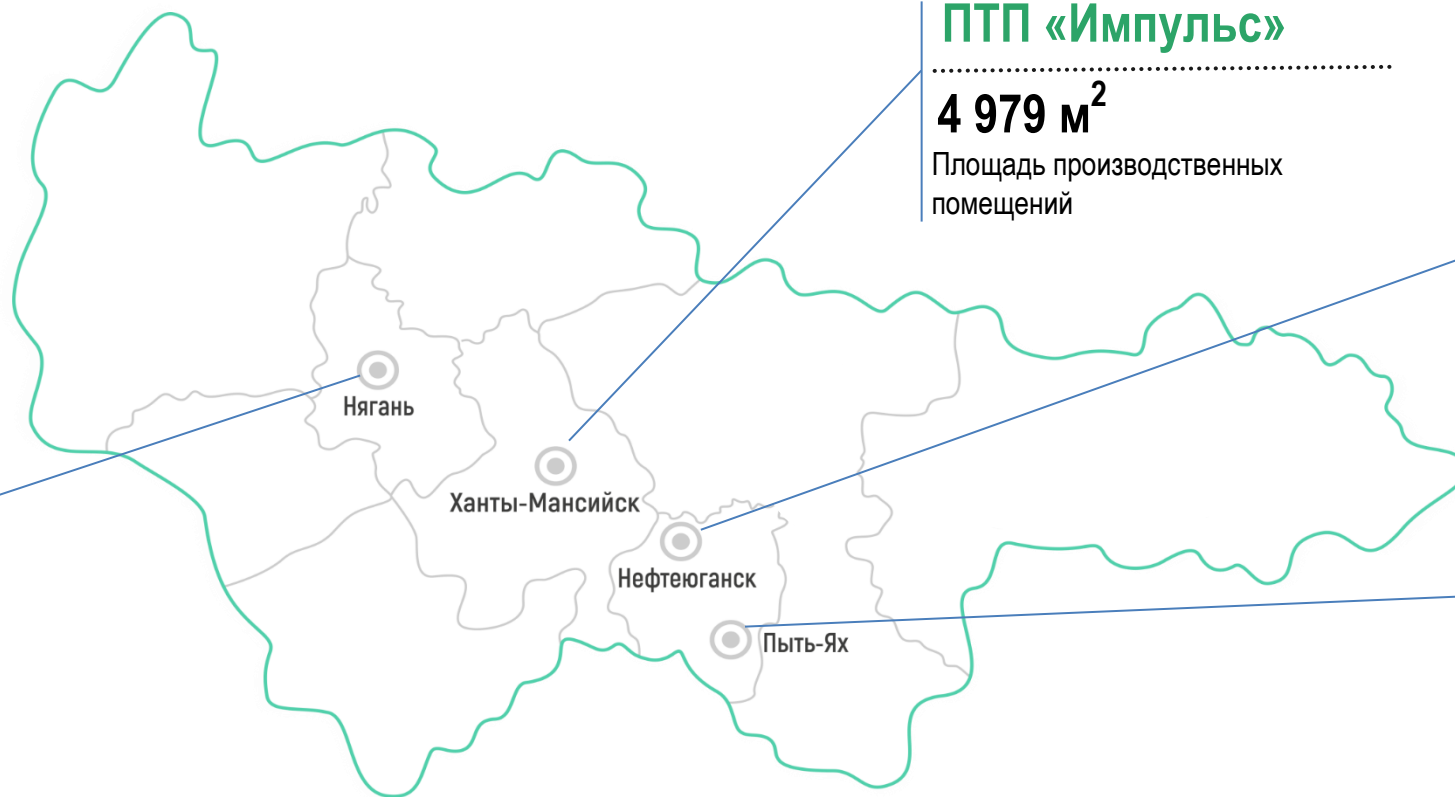 ПТП «Импульс»
4 979 м²
Площадь производственных
помещений
Нягань
Ханты-Мансийск
Нефтеюганск
Пыть-Ях